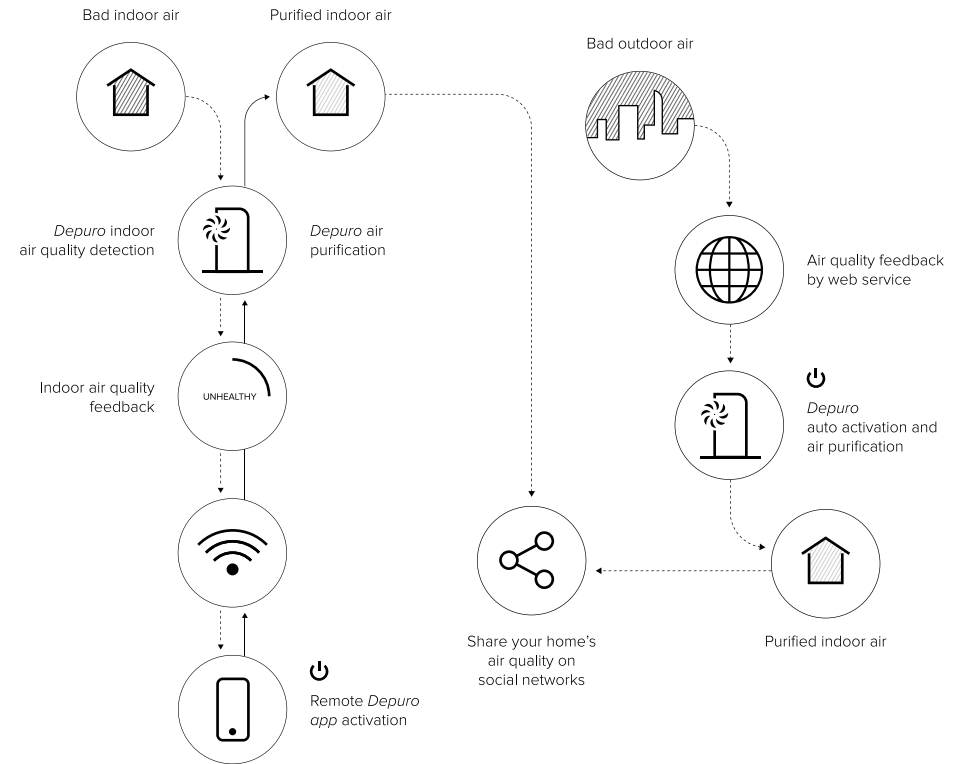 Bad indoor air
Purified indoor air
Bad outdoor air
Depuro indoor
air quality detection
Depuro air
purification
Air quality feedback
by web service
Indoor air quality
feedback
UNHEALTHY
Depuro
auto activation and
air purification
Share your home's
air quality on
social networks
Purified indoor air
Remote Depuro
app activation